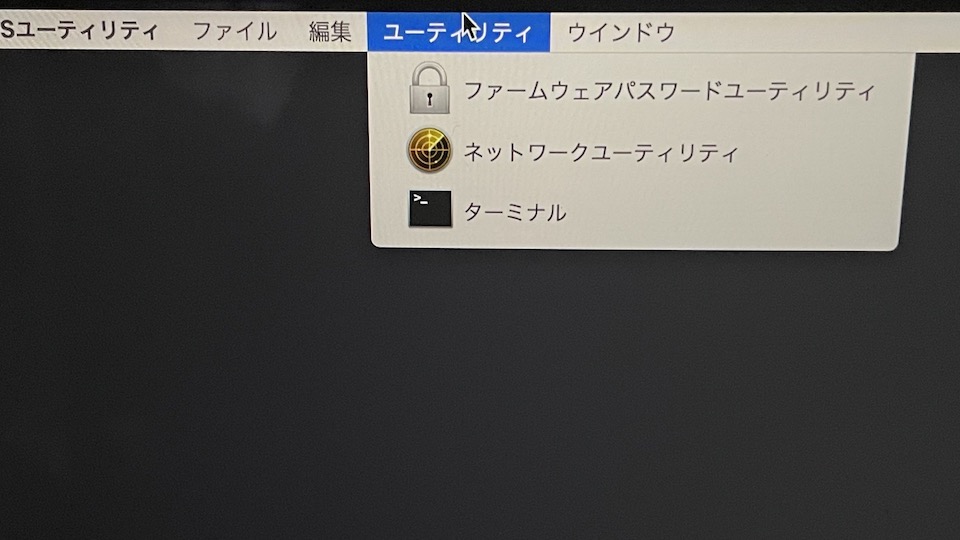 Sユーティリティ ファイル 編集 ユーティリティ ウインドウ
ファームウェアパスワードユーティリティ
ネットワークユーティリティ
>_
ターミナル